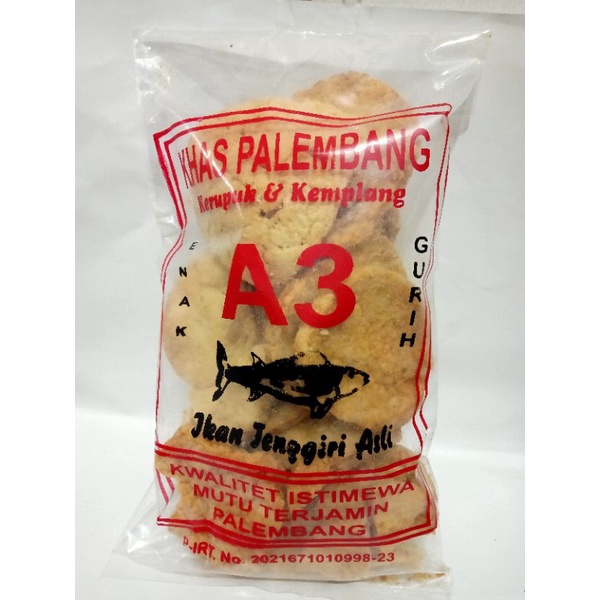 KHAS PALEMBANG
Kerupuk & Kemplang
ENAK
A3
GURIH
Ikan Tenggiri Asli
KWALITET ISTIMEWA
MUTU TERJAMIN
PALEMBANG
P-IRT. No. 2021671010998-23